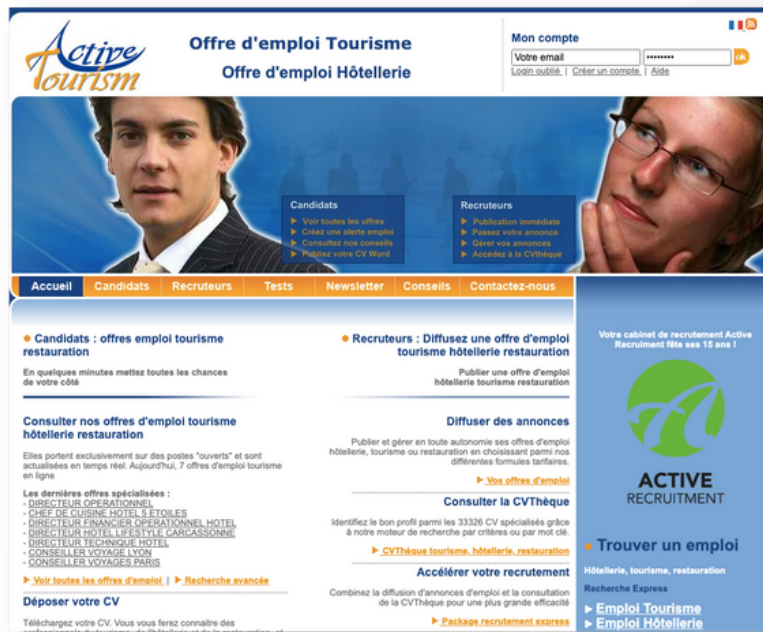 Active Tourism
Offre d'emploi Tourisme
Offre d'emploi Hôtellerie
Mon compte
Votre email
••••••••
ok
Login oublié | Créer un compte | Aide
Candidats
Voir toutes les offres
Créez une alerte emploi
Consultez nos conseils
Publiez votre CV Word
Recruteurs
Publication immédiate
Passez votre annonce
Gérer vos annonces
Accédez à la CVthèque
Accueil Candidats Recruteurs Tests Newsletter Conseils Contactez-nous
Candidats : offres emploi tourisme
restauration
En quelques minutes mettez toutes les chances
de votre côté
Consulter nos offres d'emploi tourisme
hôtellerie restauration
Elles portent exclusivement sur des postes "ouverts" et sont
actualisées en temps réel. Aujourd'hui, 7 offres d'emploi tourisme
en ligne
Les dernières offres spécialisées :
- DIRECTEUR OPERATIONNEL
- CHEF DE CUISINE HOTEL 5 ETOILES
- DIRECTEUR FINANCIER OPERATIONNEL HOTEL
- DIRECTEUR HOTEL LIFESTYLE CARCASSONNE
- DIRECTEUR TECHNIQUE HOTEL
- CONSEILLER VOYAGE LYON
- CONSEILLER VOYAGES PARIS
Voir toutes les offres d'emploi | Recherche avancée
Déposer votre CV
Téléchargez votre CV. Vous vous ferez connaitre des
Recruteurs : Diffusez une offre d'emploi
tourisme hôtellerie restauration
Publier une offre d'emploi
hôtellerie tourisme restauration
Diffuser des annonces
Publier et gérer en toute autonomie ses offres d'emploi
hôtellerie, tourisme ou restauration en choisissant parmi nos
différentes formules tarifaires.
Vos offres d'emploi
Consulter la CVThèque
Identifiez le bon profil parmi les 33326 CV spécialisés grâce
à notre moteur de recherche par critères ou par mot clé.
CVThèque tourisme, hôtellerie, restauration
Accélérer votre recrutement
Combinez la diffusion d'annonces d'emploi et la consultation
de la CVThèque pour une plus grande efficacité
Package recrutement express
Votre cabinet de recrutement Active
Recruiment fête ses 15 ans !
ACTIVE
RECRUITMENT
Trouver un emploi
Hôtellerie, tourisme, restauration
Recherche Express
Emploi Tourisme
Emploi Hôtellerie